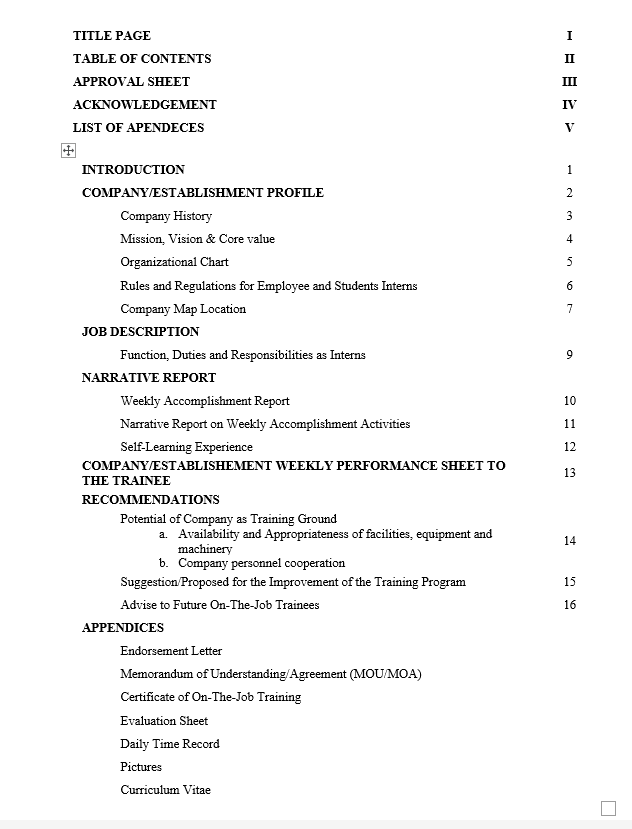 TITLE PAGE I
TABLE OF CONTENTS II
APPROVAL SHEET III
ACKNOWLEDGEMENT IV
LIST OF APENDECES V
INTRODUCTION 1
COMPANY/ESTABLISHMENT PROFILE 2
Company History 3
Mission, Vision & Core value 4
Organizational Chart 5
Rules and Regulations for Employee and Students Interns 6
Company Map Location 7
JOB DESCRIPTION
Function, Duties and Responsibilities as Interns 9
NARRATIVE REPORT
Weekly Accomplishment Report 10
Narrative Report on Weekly Accomplishment Activities 11
Self-Learning Experience 12
COMPANY/ESTABLISHEMENT WEEKLY PERFORMANCE SHEET TO
THE TRAINEE 13
RECOMMENDATIONS
Potential of Company as Training Ground
a. Availability and Appropriateness of facilities, equipment and
machinery 14
b. Company personnel cooperation
Suggestion/Proposed for the Improvement of the Training Program 15
Advise to Future On-The-Job Trainees 16
APPENDICES
Endorsement Letter
Memorandum of Understanding/Agreement (MOU/MOA)
Certificate of On-The-Job Training
Evaluation Sheet
Daily Time Record
Pictures
Curriculum Vitae